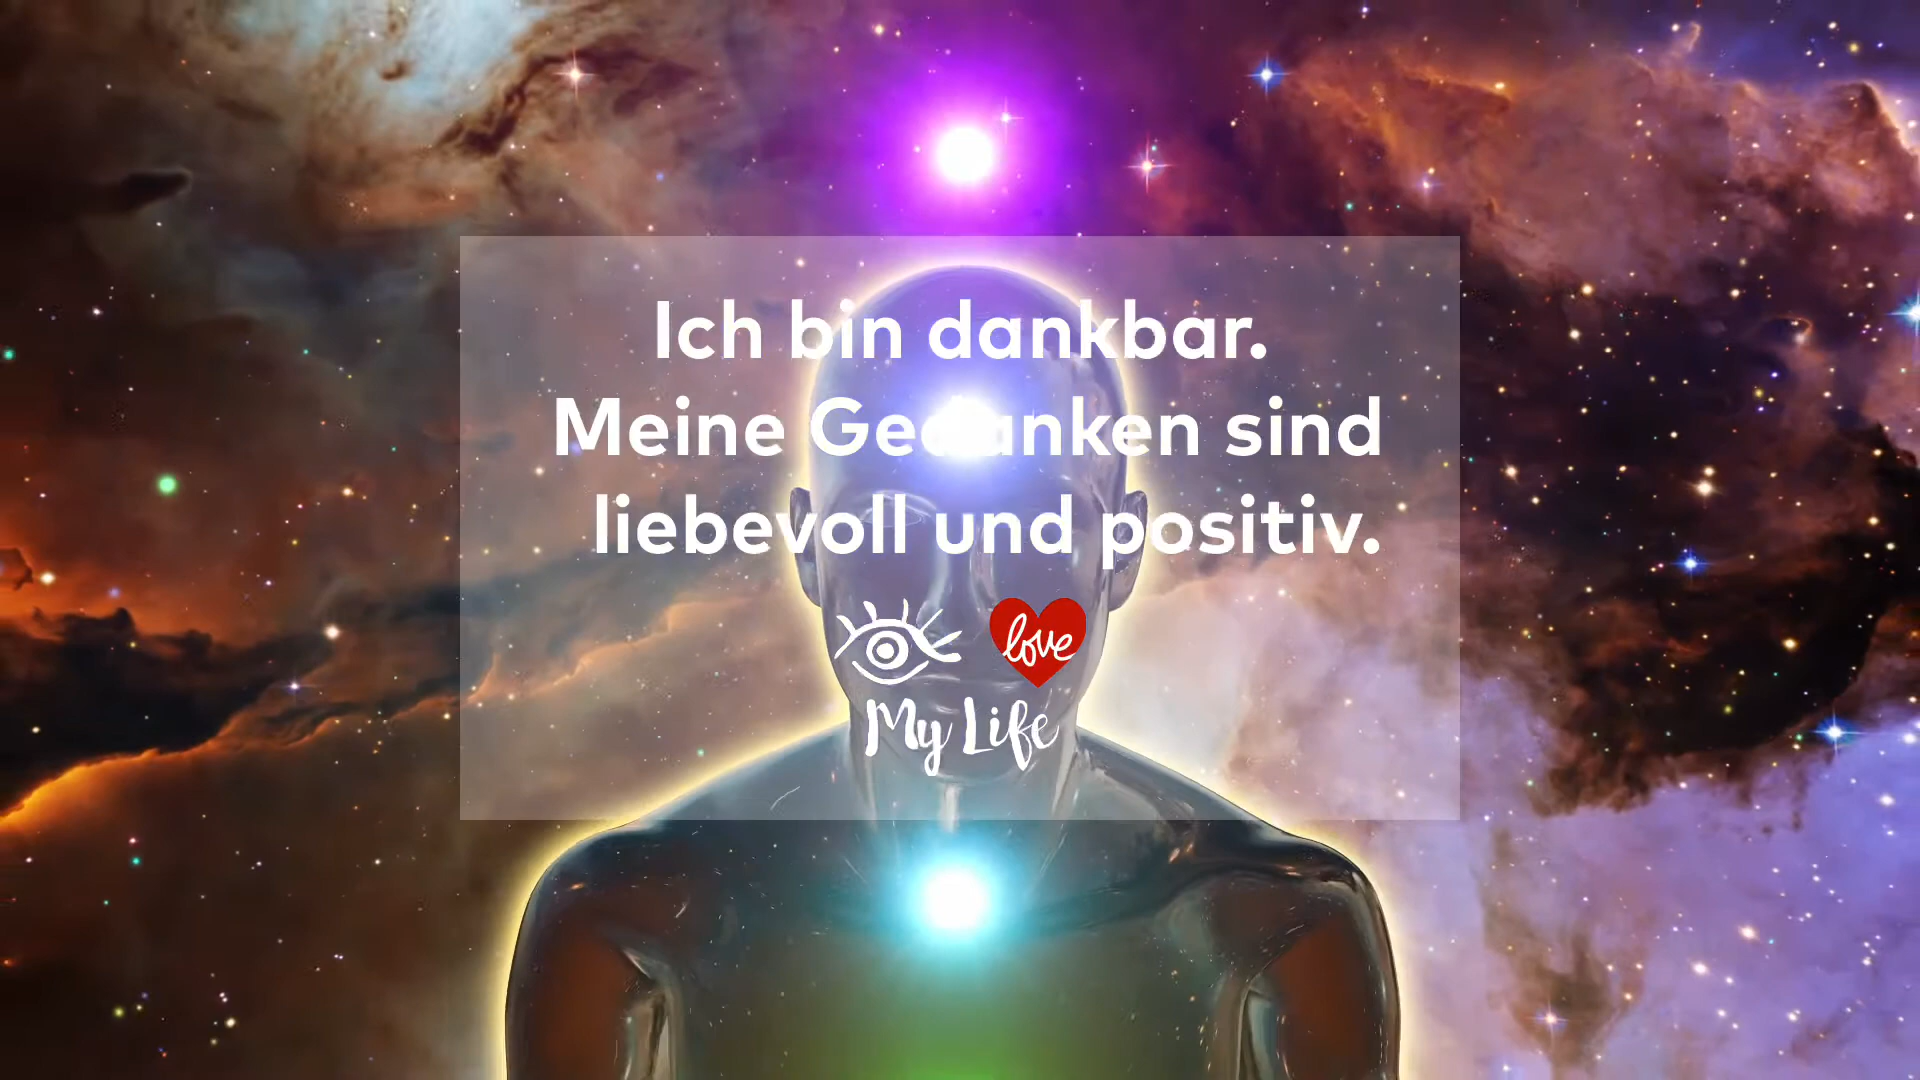 Ich bin dankbar.
Meine Gedanken sind
liebevoll und positiv.
love
My Life